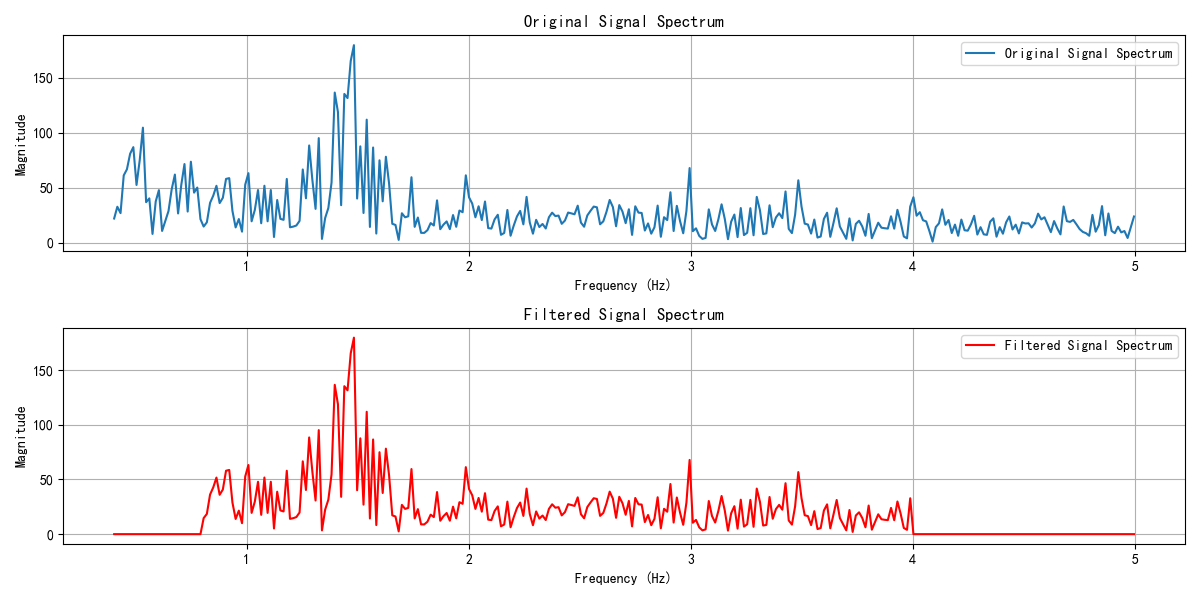 Original Signal Spectrum
Original Signal Spectrum
Magnitude
150
100
50
0
1 2 3 4 5
Frequency (Hz)
Filtered Signal Spectrum
Filtered Signal Spectrum
Magnitude
150
100
50
0
1 2 3 4 5
Frequency (Hz)